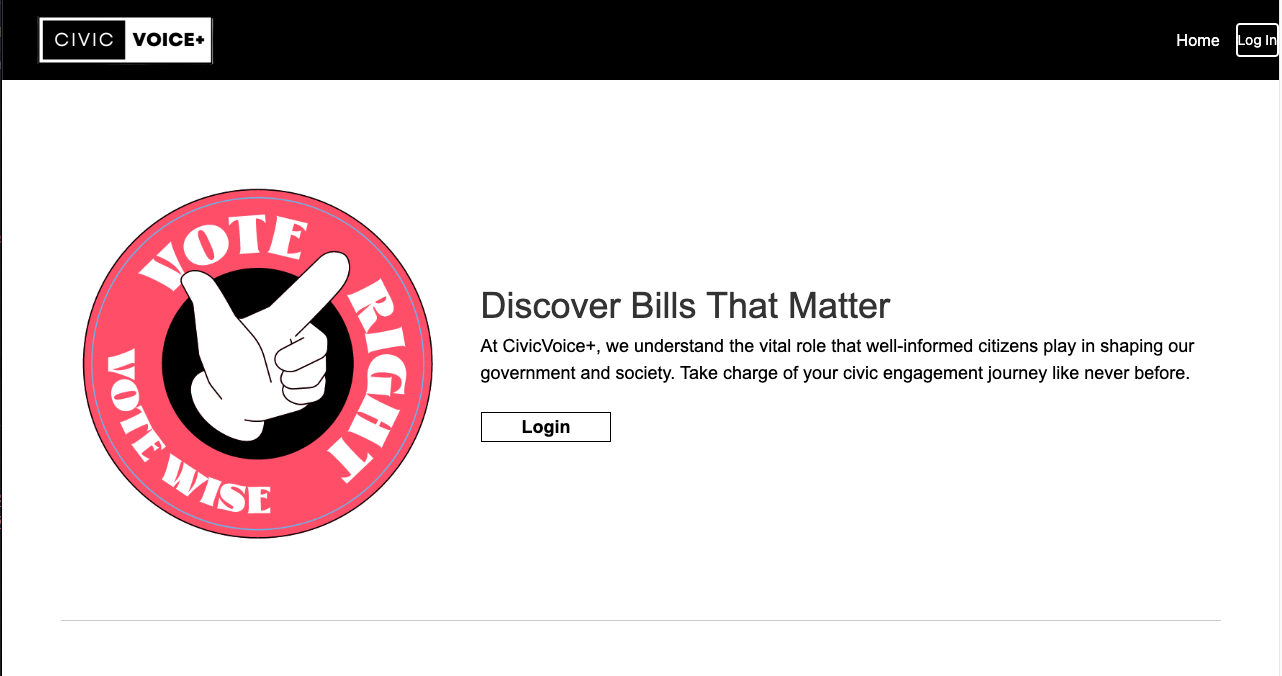 CIVIC VOICE+
Home
Log In
VOTE RIGHT
VOTE WISE
Discover Bills That Matter
At CivicVoice+, we understand the vital role that well-informed citizens play in shaping our
government and society. Take charge of your civic engagement journey like never before.
Login